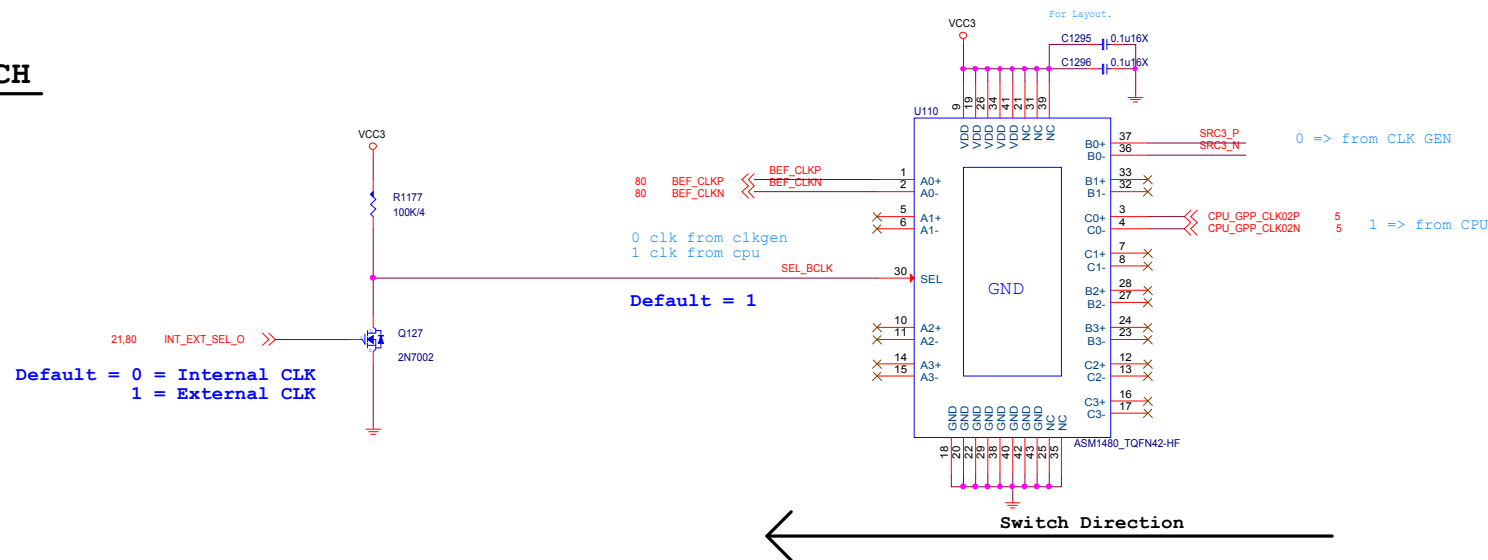 For Layout.
VCC3
C1295
0.1u16X
C1296
0.1u16X
CH
9
19
26
34
41
21
31
39
U110
VDD
VDD
VDD
VDD
VDD
VDD
NC
NC
NC
VCC3
R1177
100K/4
80 BEF_CLKP
80 BEF_CLKN
BEF_CLKP
BEF_CLKN
1 A0+
2 A0-
5 A1+
6 A1-
0 clk from clkgen
1 clk from cpu
SEL_BCLK
30 SEL
Default = 1
GND
10 A2+
11 A2-
14 A3+
15 A3-
B0+ 37 SRC3_P
B0- 36 SRC3_N
0 => from CLK GEN
B1+ 33
B1- 32
C0+ 3 CPU_GPP_CLK02P 5
C0- 4 CPU_GPP_CLK02N 5
1 => from CPU
C1+ 7
C1- 8
B2+ 28
B2- 27
B3+ 24
B3- 23
C2+ 12
C2- 13
C3+ 16
C3- 17
21,80 INT_EXT_SEL_O
Q127
2N7002
Default = 0 = Internal CLK
1 = External CLK
GND
GND
GND
GND
GND
GND
GND
GND
NC
NC
ASM1480_TQFN42-HF
18
20
22
29
38
40
42
43
25
35
Switch Direction